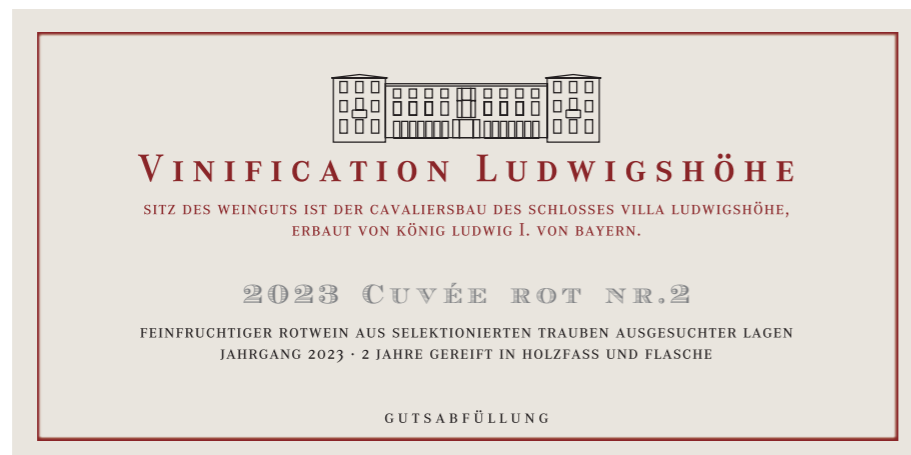 Vinification Ludwigshöhe
sitz des weinguts ist der cavaliersbau des schlosses villa ludwigshöhe,
erbaut von könig ludwig I. von bayern.
2023 Cuvée rot nr.2
feinfruchtiger rotwein aus selektionierten trauben ausgesuchter lagen
jahrgang 2023 · 2 jahre gereift in holzfass und flasche
gutsabfüllung